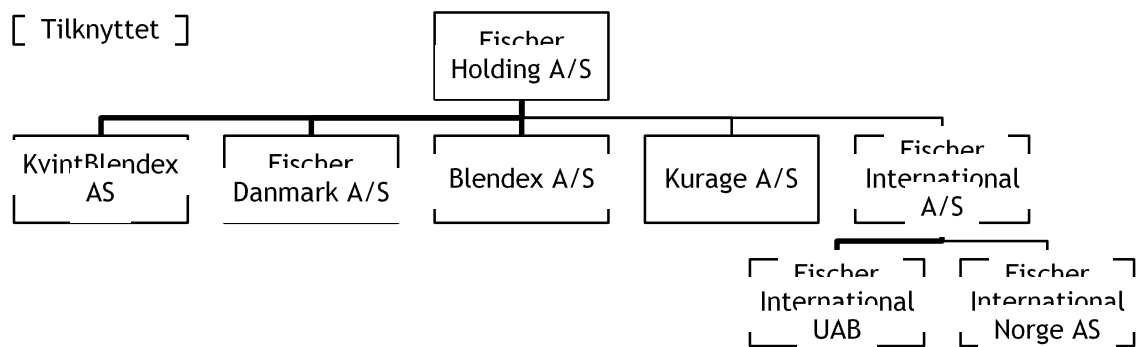 Tilknyttet
Fischer
Holding A/S
KvintBlendex
AS
Fischer
Danmark A/S
Blendex A/S
Kurage A/S
Fischer
International
A/S
Fischer
International
UAB
Fischer
International
Norge AS